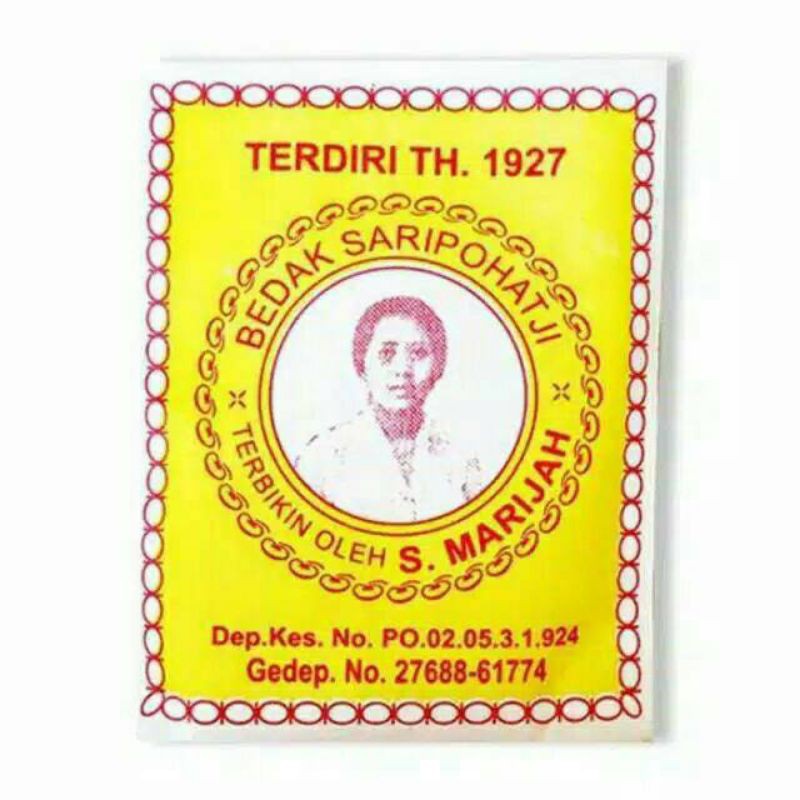 TERDIRI TH. 1927
BEDAK SARIPOHATJI
TERBIKIN OLEH S. MARIJAH
Dep.Kes. No. PO.02.05.3.1.924
Gedep. No. 27688-61774